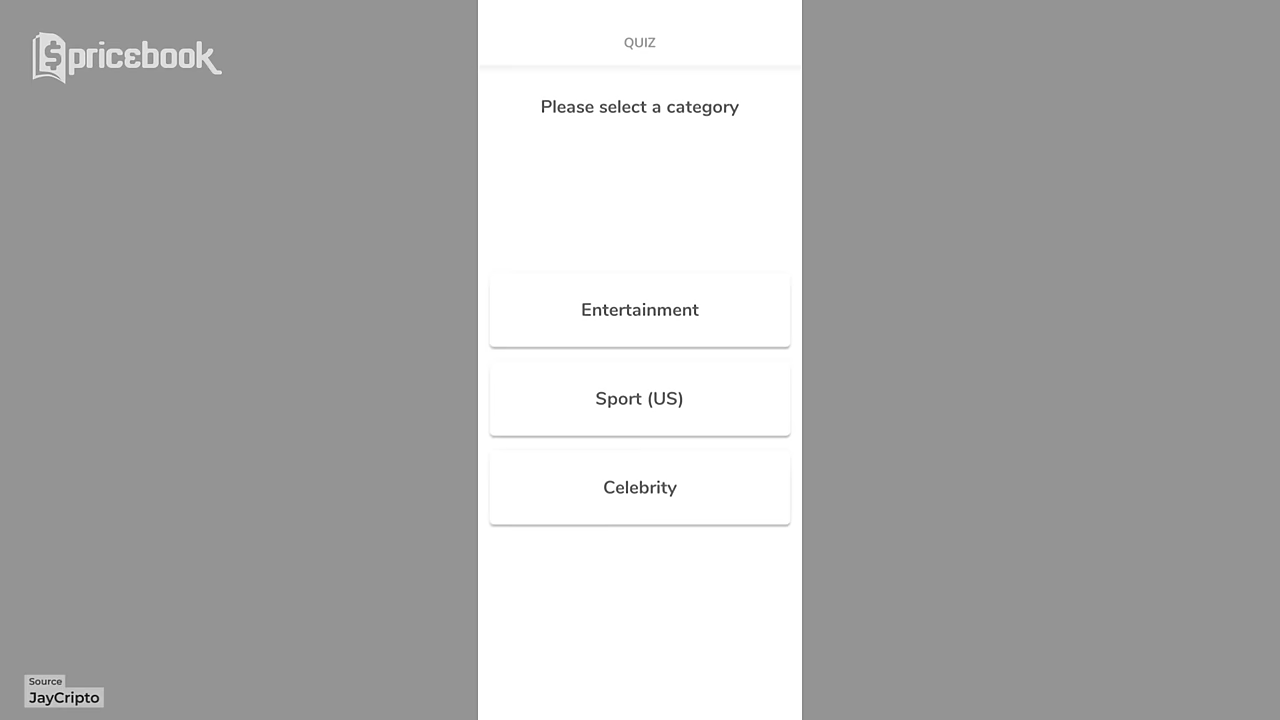 pricebook
QUIZ
Please select a category
Entertainment
Sport (US)
Celebrity
Source
JayCripto